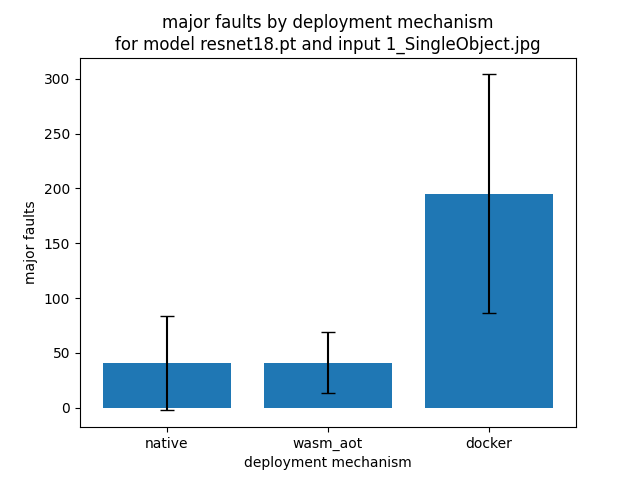 major faults by deployment mechanism
for model resnet18.pt and input 1_SingleObject.jpg
300
250
200
150
100
50
0
major faults
native
wasm_aot
docker
deployment mechanism